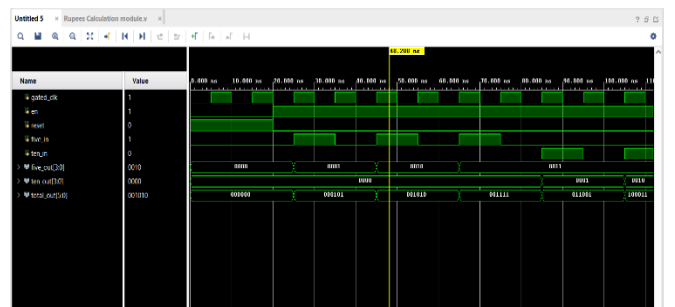 Untitled 5 × Rupees Calculation module.v ×
48.200 ns
Name Value 0.000 ns 10.000 ns 20.000 ns 30.000 ns 40.000 ns 50.000 ns 60.000 ns 70.000 ns 80.000 ns 90.000 ns 100.000 ns
gated_clk 1
en 1
reset 0
five_in 1
ten_in 0
five_out[3:0] 0010 0000 0001 0010 0011
ten_out[3:0] 0000 0000 0001 0010
total_out[5:0] 001010 000000 000101 001010 001111 011001 100011